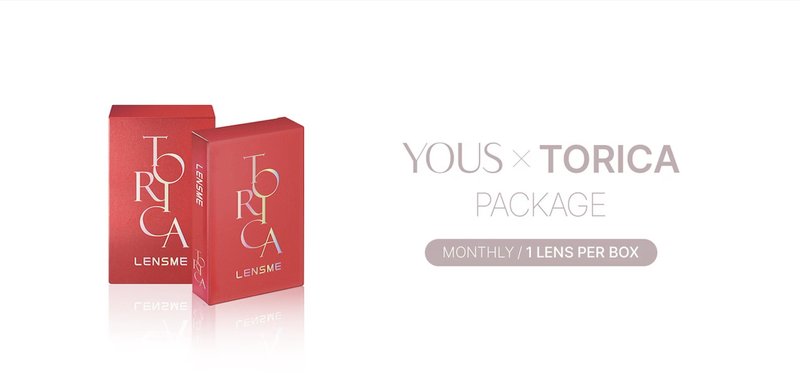 TORICA
LENSME
LENSME
TORICA
TORICA
LENSME
YOUS × TORICA
PACKAGE
MONTHLY / 1 LENS PER BOX